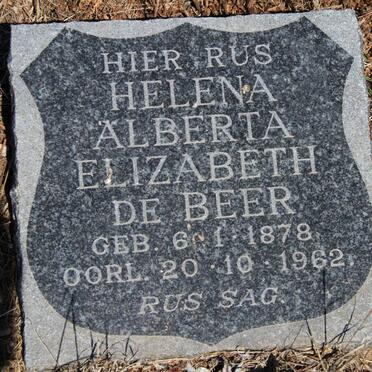 HIER RUS
HELENA
ALBERTA
ELIZABETH
DE BEER
GEB. 6·1·1878.
OORL. 20·10·1962.
RUS SAG.